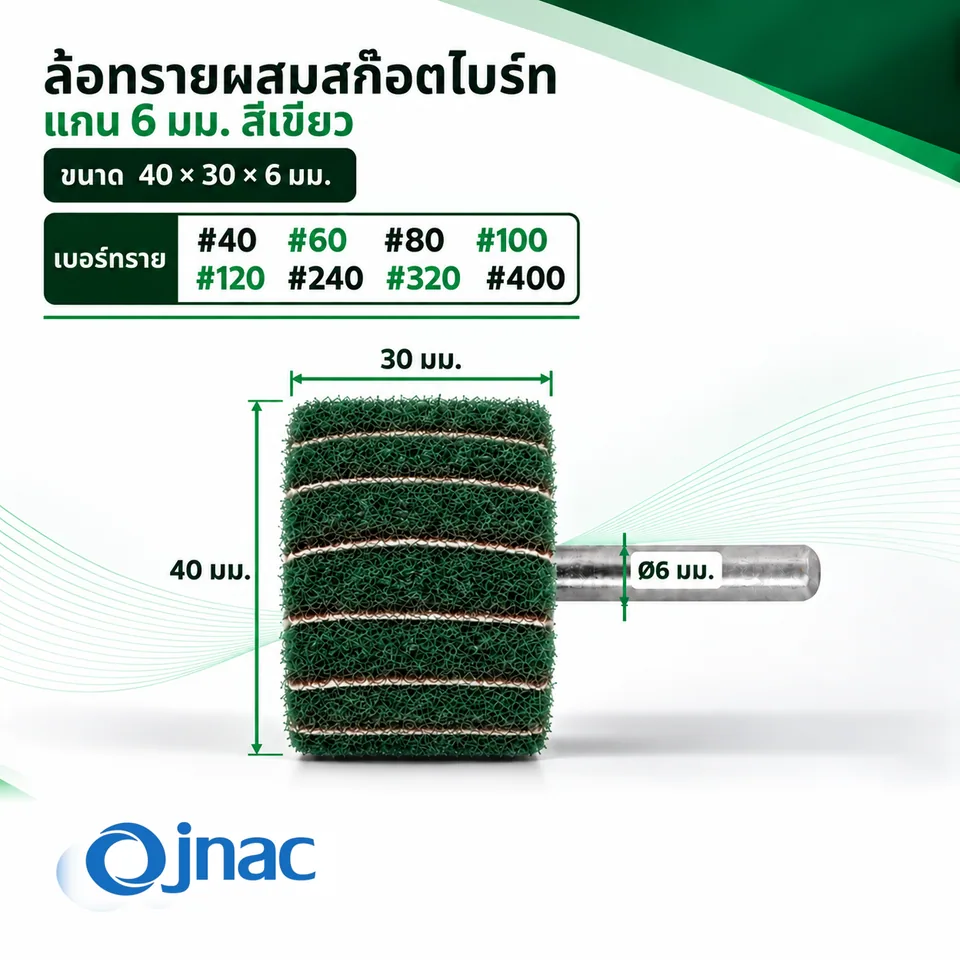 ล้อทรายผสมสก๊อตไบร์ท
แกน 6 มม. สีเขียว
ขนาด 40 × 30 × 6 มม.
เบอร์ทราย
#40 #60 #80 #100
#120 #240 #320 #400
30 มม.
40 มม.
Ø6 มม.
jnac